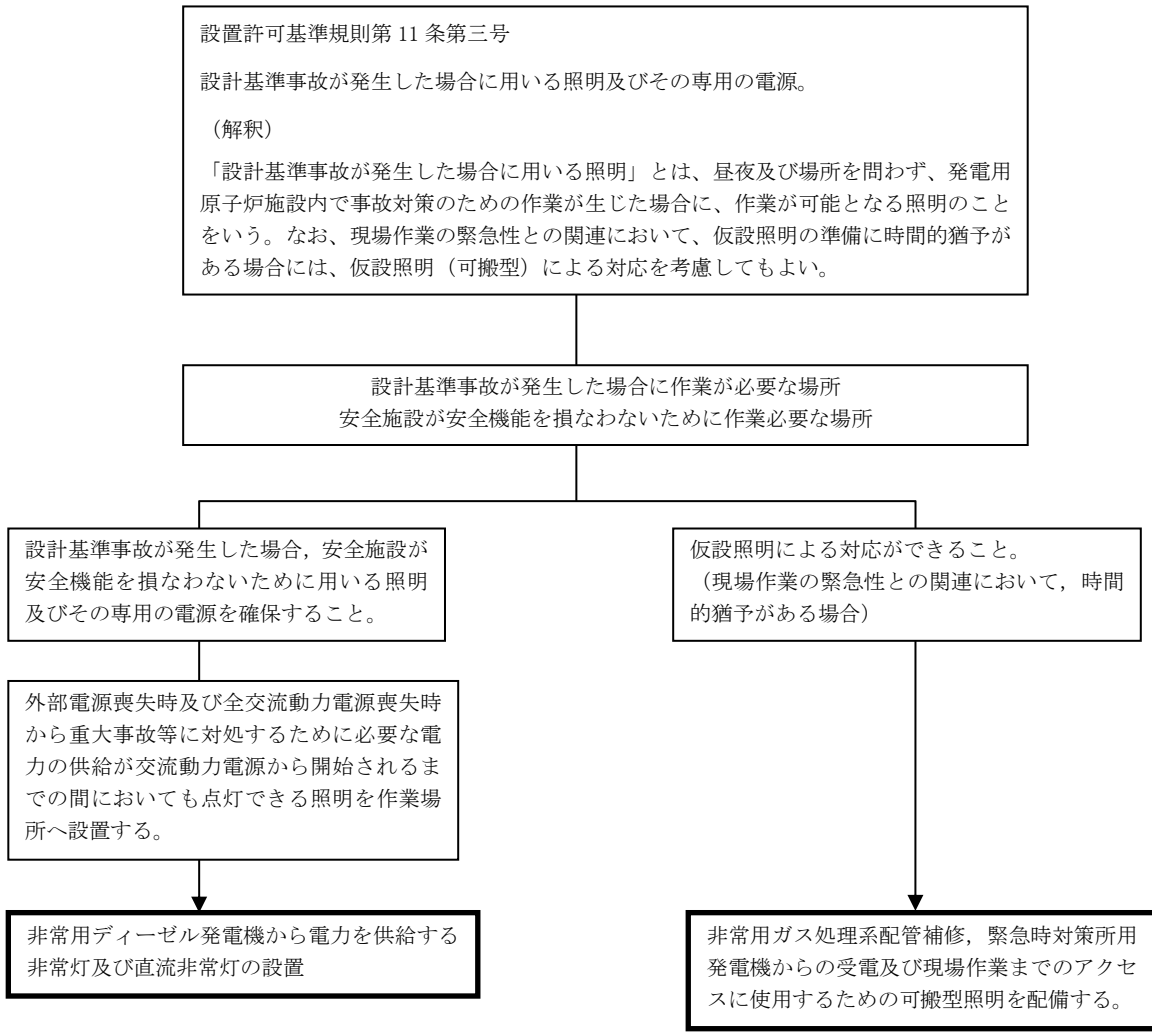 設置許可基準規則第 11 条第三号
設計基準事故が発生した場合に用いる照明及びその専用の電源。
（解釈）
「設計基準事故が発生した場合に用いる照明」とは、昼夜及び場所を問わず、発電用
原子炉施設内で事故対策のための作業が生じた場合に、作業が可能となる照明のこと
をいう。なお、現場作業の緊急性との関連において、仮設照明の準備に時間的猶予が
ある場合には、仮設照明（可搬型）による対応を考慮してもよい。
設計基準事故が発生した場合に作業が必要な場所
安全施設が安全機能を損なわないために作業必要な場所
設計基準事故が発生した場合，安全施設が
安全機能を損なわないために用いる照明
及びその専用の電源を確保すること。
外部電源喪失時及び全交流動力電源喪失時
から重大事故等に対処するために必要な電
力の供給が交流動力電源から開始されるま
での間においても点灯できる照明を作業場
所へ設置する。
非常用ディーゼル発電機から電力を供給する
非常灯及び直流非常灯の設置
仮設照明による対応ができること。
（現場作業の緊急性との関連において，時間
的猶予がある場合）
非常用ガス処理系配管補修，緊急時対策所用
発電機からの受電及び現場作業までのアクセ
スに使用するための可搬型照明を配備する。